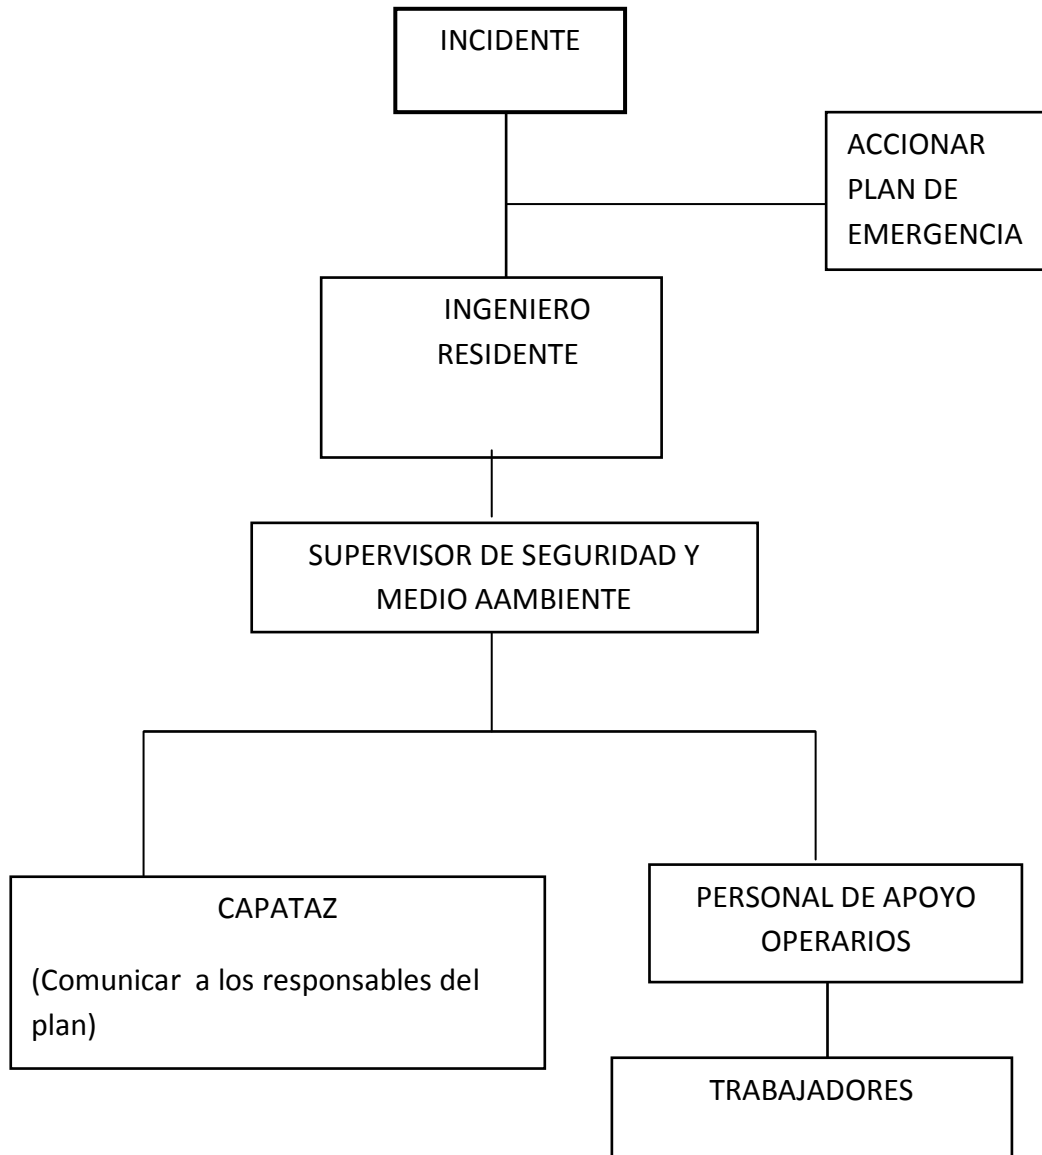 INCIDENTE
ACCIONAR
PLAN DE
EMERGENCIA
INGENIERO
RESIDENTE
SUPERVISOR DE SEGURIDAD Y
MEDIO AAMBIENTE
CAPATAZ
(Comunicar a los responsables del
plan)
PERSONAL DE APOYO
OPERARIOS
TRABAJADORES